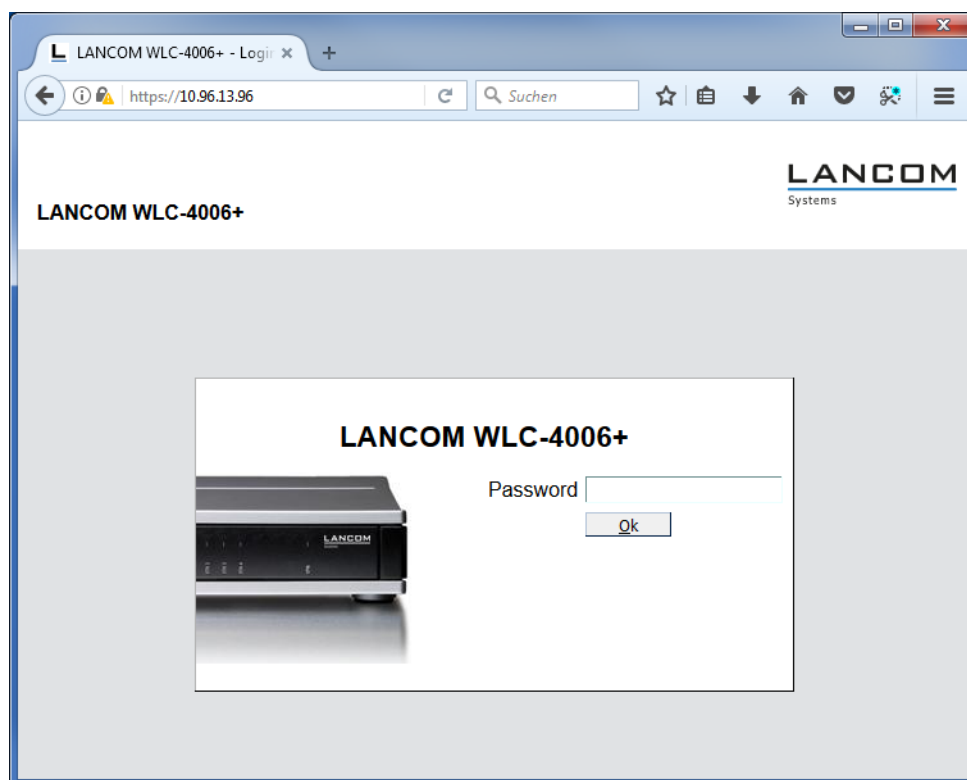 LANCOM WLC-4006+ - Login
https://10.96.13.96
Suchen
LANCOM
Systems
LANCOM WLC-4006+
LANCOM WLC-4006+
Password
LANCOM
Ok